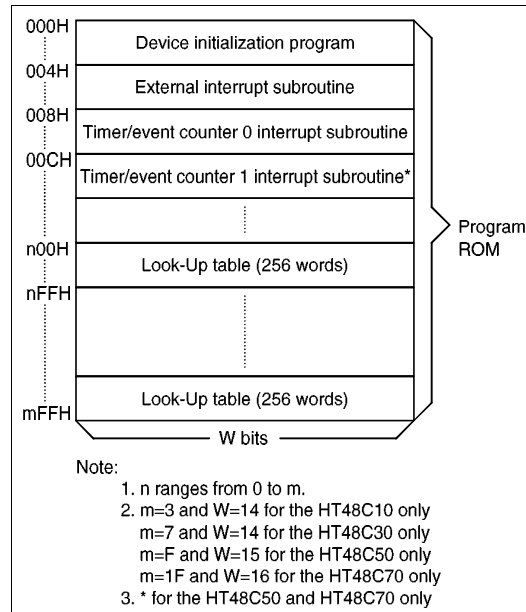 000H
Device initialization program
004H
External interrupt subroutine
008H
Timer/event counter 0 interrupt subroutine
00CH
Timer/event counter 1 interrupt subroutine*
Program
ROM
n00H
Look-Up table (256 words)
nFFH
Look-Up table (256 words)
mFFH
W bits
Note:
1. n ranges from 0 to m.
2. m=3 and W=14 for the HT48C10 only
m=7 and W=14 for the HT48C30 only
m=F and W=15 for the HT48C50 only
m=1F and W=16 for the HT48C70 only
3. * for the HT48C50 and HT48C70 only